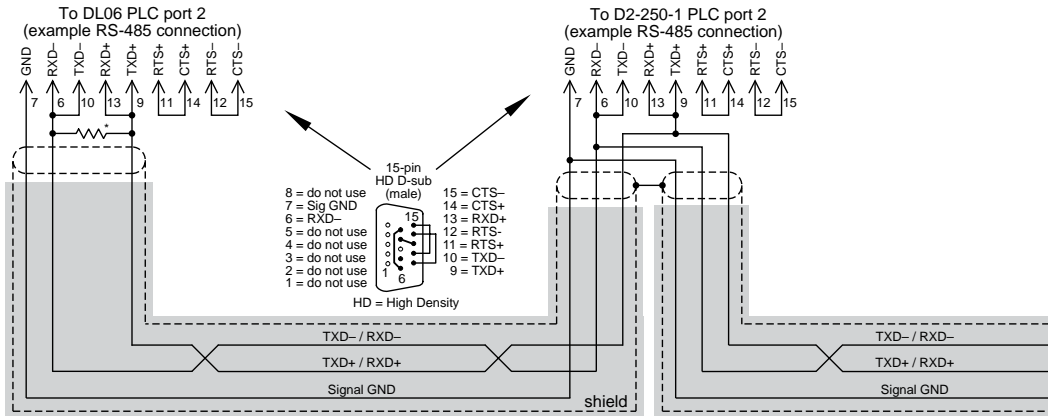 To DL06 PLC port 2
(example RS-485 connection)
GND
RXD–
TXD–
RXD+
TXD+
RTS+
CTS+
RTS–
CTS–
7
6
10
13
9
11
14
12
15
*
To D2-250-1 PLC port 2
(example RS-485 connection)
GND
RXD–
TXD–
RXD+
TXD+
RTS+
CTS+
RTS–
CTS–
7
6
10
13
9
11
14
12
15
15-pin
HD D-sub
(male)
8 = do not use
7 = Sig GND
6 = RXD–
5 = do not use
4 = do not use
3 = do not use
2 = do not use
1 = do not use
15
1
6
15 = CTS–
14 = CTS+
13 = RXD+
12 = RTS-
11 = RTS+
10 = TXD–
9 = TXD+
HD = High Density
TXD– / RXD–
TXD+ / RXD+
Signal GND
shield
TXD– / RXD–
TXD+ / RXD+
Signal GND